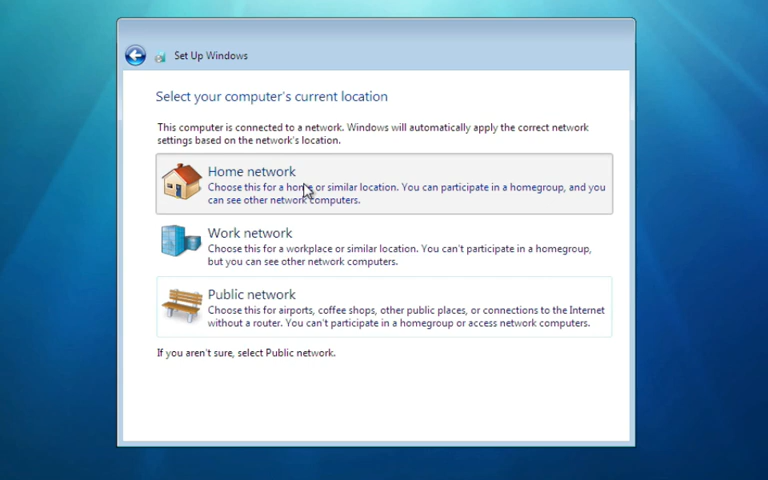 Set Up Windows
Select your computer's current location
This computer is connected to a network. Windows will automatically apply the correct network
settings based on the network's location.
Home network
Choose this for a home or similar location. You can participate in a homegroup, and you
can see other network computers.
Work network
Choose this for a workplace or similar location. You can't participate in a homegroup,
but you can see other network computers.
Public network
Choose this for airports, coffee shops, other public places, or connections to the Internet
without a router. You can't participate in a homegroup or access network computers.
If you aren't sure, select Public network.